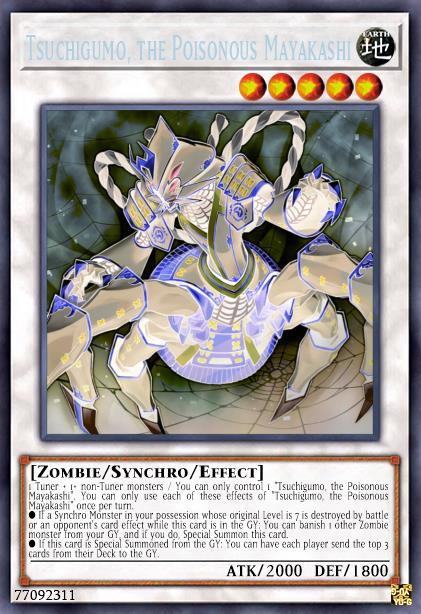 Tsuchigumo, the Poisonous Mayakashi
EARTH
地
[Zombie/Synchro/Effect]
1 Tuner + 1+ non-Tuner monsters / You can only control 1 "Tsuchigumo, the Poisonous
Mayakashi". You can only use each of these effects of "Tsuchigumo, the Poisonous
Mayakashi" once per turn.
● If a Synchro Monster in your possession whose original Level is 7 is destroyed by battle
or an opponent's card effect while this card is in the GY: You can banish 1 other Zombie
monster from your GY, and if you do, Special Summon this card.
● If this card is Special Summoned from the GY: You can have each player send the top 3
cards from their Deck to the GY.
ATK/2000 DEF/1800
77092311